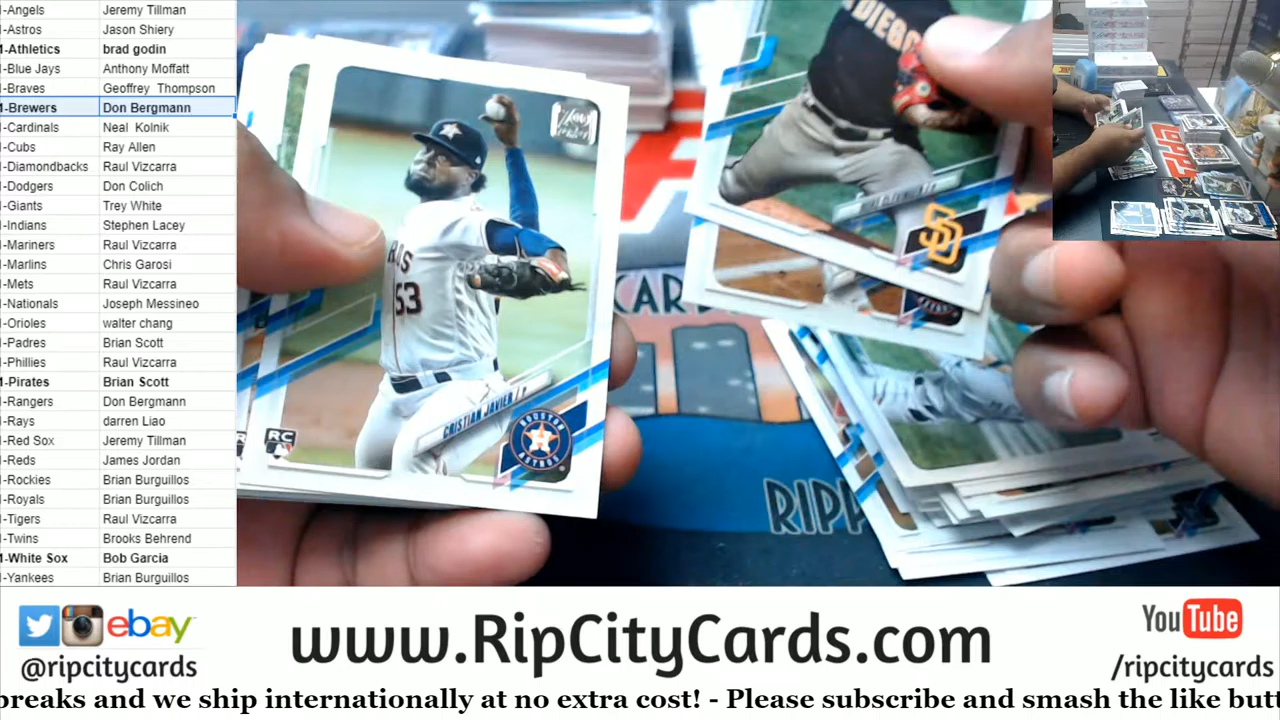 I-Angels Jeremy Tillman
I-Astros Jason Shiery
I-Athletics brad godin
I-Blue Jays Anthony Moffatt
I-Braves Geoffrey Thompson
I-Brewers Don Bergmann
I-Cardinals Neal Kolnik
I-Cubs Ray Allen
I-Diamondbacks Raul Vizcarra
I-Dodgers Don Colich
I-Giants Trey White
I-Indians Stephen Lacey
I-Mariners Raul Vizcarra
I-Marlins Chris Garosi
I-Mets Raul Vizcarra
I-Nationals Joseph Messineo
I-Orioles walter chang
I-Padres Brian Scott
I-Phillies Raul Vizcarra
I-Pirates Brian Scott
I-Rangers Don Bergmann
I-Rays darren Liao
I-Red Sox Jeremy Tillman
I-Reds James Jordan
I-Rockies Brian Burguillos
I-Royals Brian Burguillos
I-Tigers Raul Vizcarra
I-Twins Brooks Behrend
I-White Sox Bob Garcia
I-Yankees Brian Burguillos
53
CRISTIAN JAVIER
HOUSTON
ASTROS
RC
DIEGO
SD
CAR
RIPP
ebay
@ripcitycards
www.RipCityCards.com
YouTube
/ripcitycards
breaks and we ship internationally at no extra cost! - Please subscribe and smash the like butt